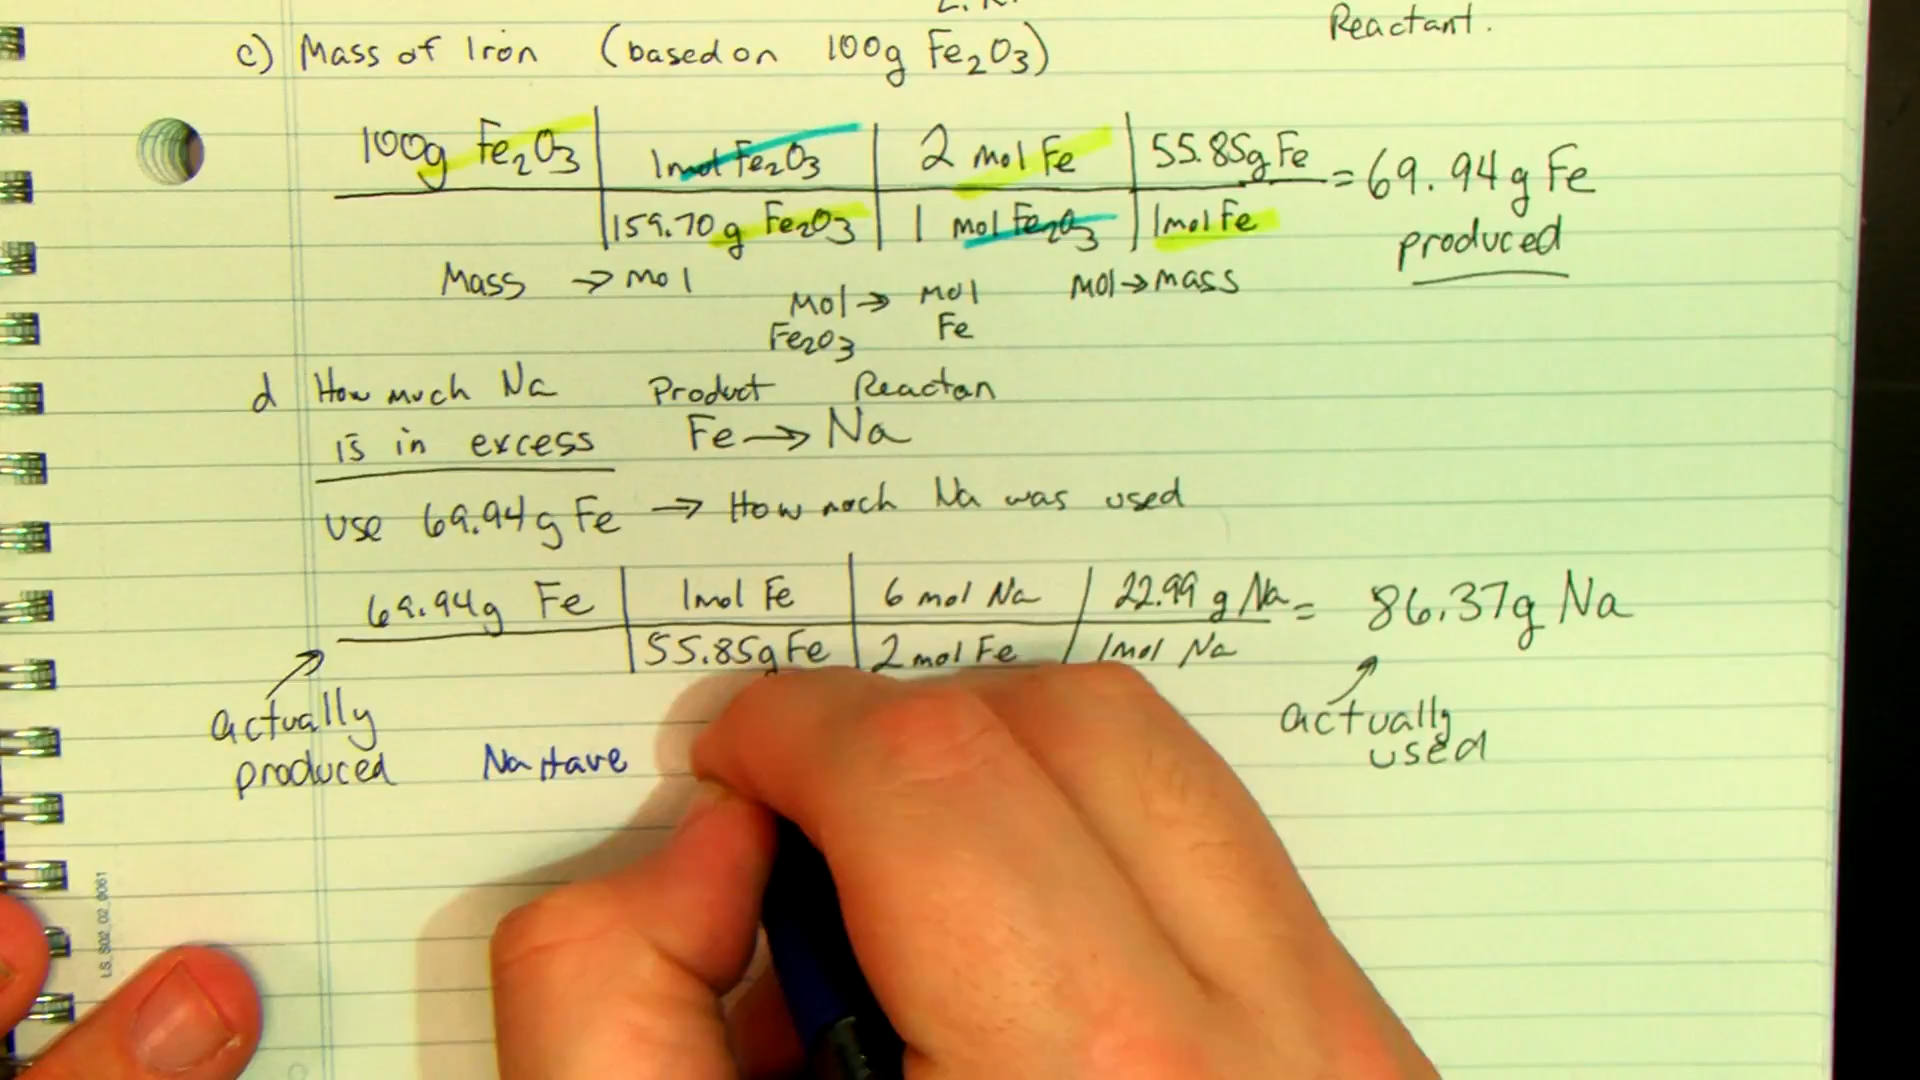 Reactant.
c) Mass of Iron (based on 100g Fe2O3)
100g Fe2O3 | 1mol Fe2O3 | 2 mol Fe | 55.85g Fe = 69.94g Fe
159.70 g Fe2O3 | 1 mol Fe2O3 | 1mol Fe
produced
Mass → mol Mol → mol Mol → mass
Fe2O3 Fe
d How much Na Product Reactan
is in excess Fe → Na
use 69.94g Fe → How much Na was used
69.94g Fe | 1mol Fe | 6 mol Na | 22.99 g Na = 86.37g Na
55.85g Fe | 2 mol Fe | 1mol Na
actually
produced
actually
used
Na Have
LS_S02_02_0061